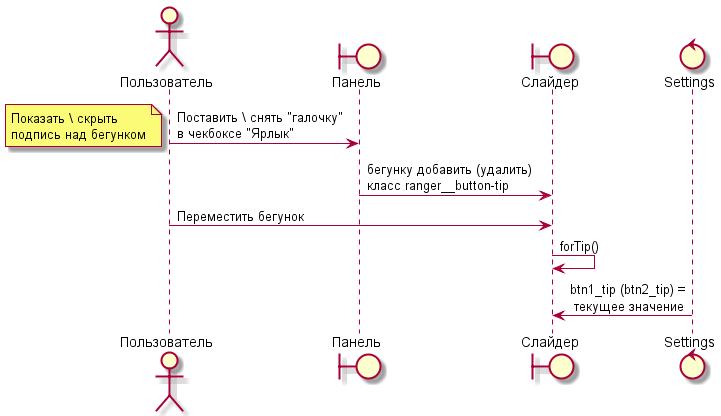 Пользователь
Панель
Слайдер
Settings
Показать \ скрыть
подпись над бегунком
Поставить \ снять "галочку"
в чекбоксе "Ярлык"
бегунку добавить (удалить)
класс ranger__button-tip
Переместить бегунок
forTip()
btn1_tip (btn2_tip) =
текущее значение
Пользователь
Панель
Слайдер
Settings